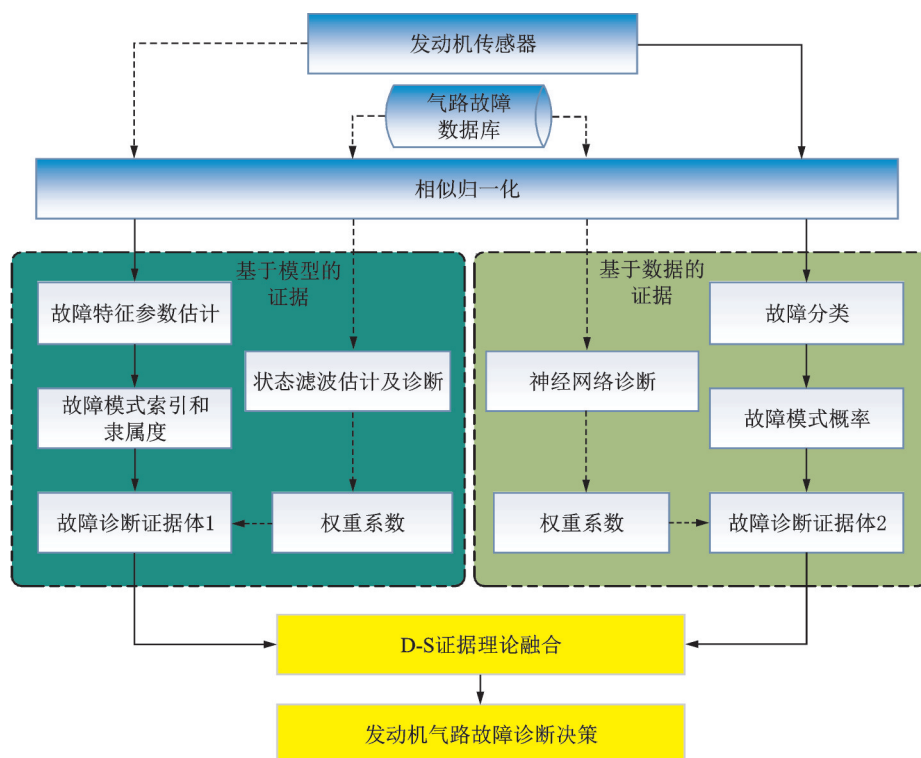 发动机传感器
气路故障
数据库
相似归一化
基于模型的
证据
故障特征参数估计
故障模式索引和
隶属度
故障诊断证据体1
状态滤波估计及诊断
权重系数
基于数据的
证据
神经网络诊断
权重系数
故障分类
故障模式概率
故障诊断证据体2
D-S证据理论融合
发动机气路故障诊断决策